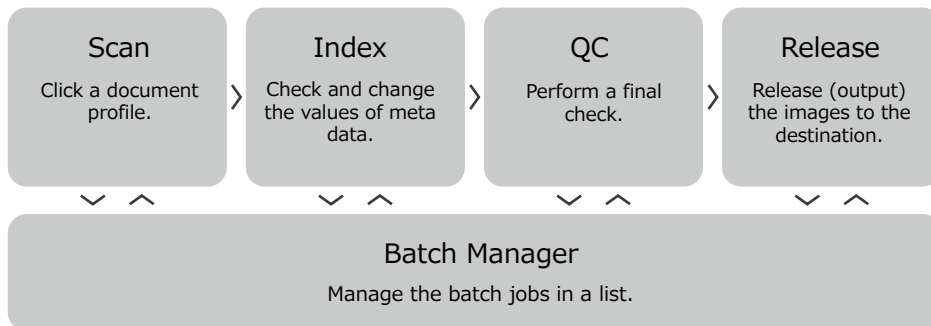 Scan
Click a document
profile.
Index
Check and change
the values of meta
data.
QC
Perform a final
check.
Release
Release (output)
the images to the
destination.
Batch Manager
Manage the batch jobs in a list.